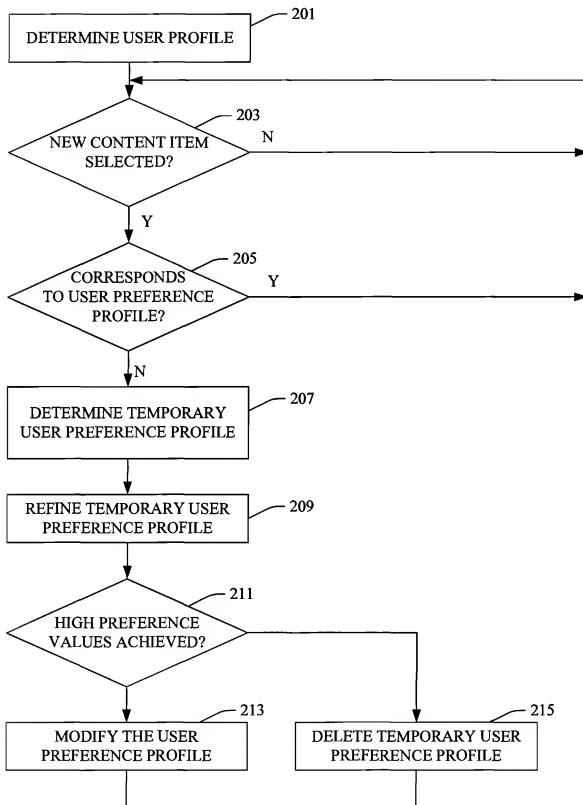 201
DETERMINE USER PROFILE
203
NEW CONTENT ITEM
SELECTED?
N
Y
205
CORRESPONDS
TO USER PREFERENCE
PROFILE?
Y
N
207
DETERMINE TEMPORARY
USER PREFERENCE PROFILE
209
REFINE TEMPORARY USER
PREFERENCE PROFILE
211
HIGH PREFERENCE
VALUES ACHIEVED?
213
MODIFY THE USER
PREFERENCE PROFILE
215
DELETE TEMPORARY USER
PREFERENCE PROFILE